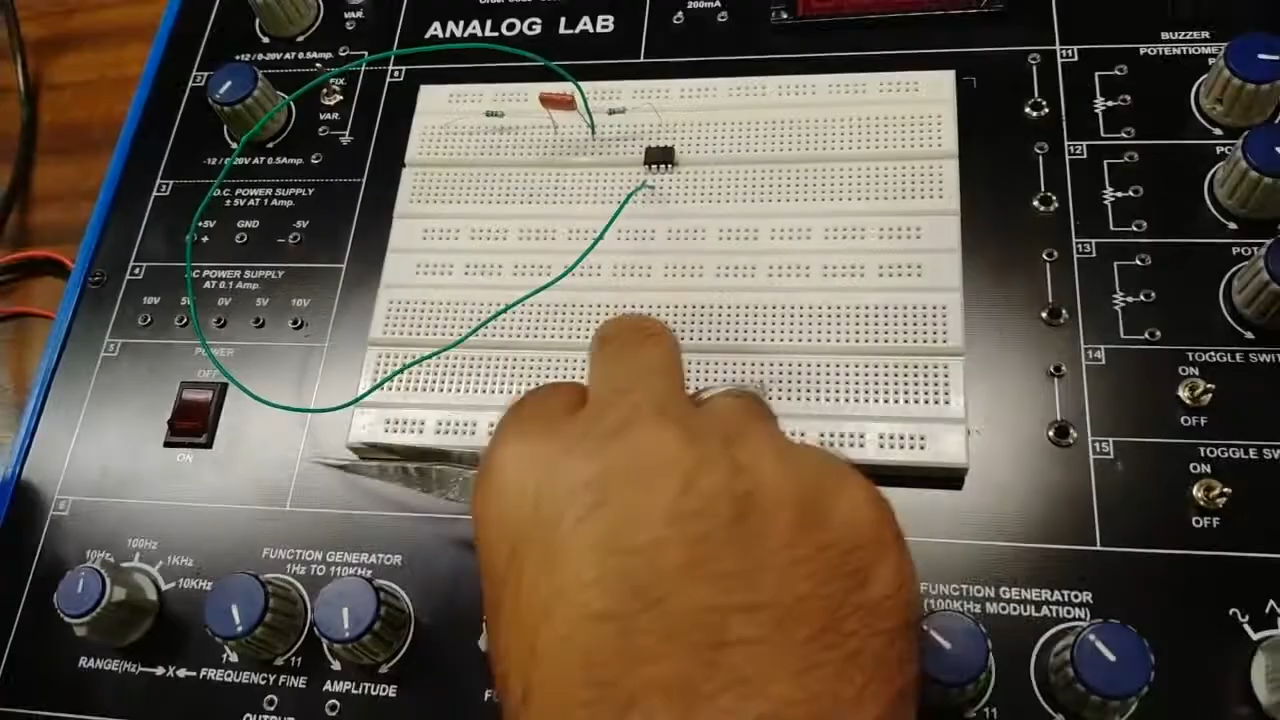 200mA
VAR.
ANALOG LAB
+12 / 0-20V AT 0.5Amp.
2
8
FIX.
VAR.
-12 / 0-20V AT 0.5Amp.
3
D.C. POWER SUPPLY
± 5V AT 1 Amp.
+5V GND -5V
+ −
4
AC POWER SUPPLY
AT 0.1 Amp.
10V 5V 0V 5V 10V
5
POWER
OFF
ON
6
FUNCTION GENERATOR
1Hz TO 110KHz
10Hz
100Hz
1KHz
10KHz
RANGE(Hz) X FREQUENCY FINE
1 11
AMPLITUDE
BUZZER
11
12
13
14
TOGGLE
ON
OFF
15
TOGGLE
ON
OFF
FUNCTION GENERATOR
(100KHz MODULATION)
11